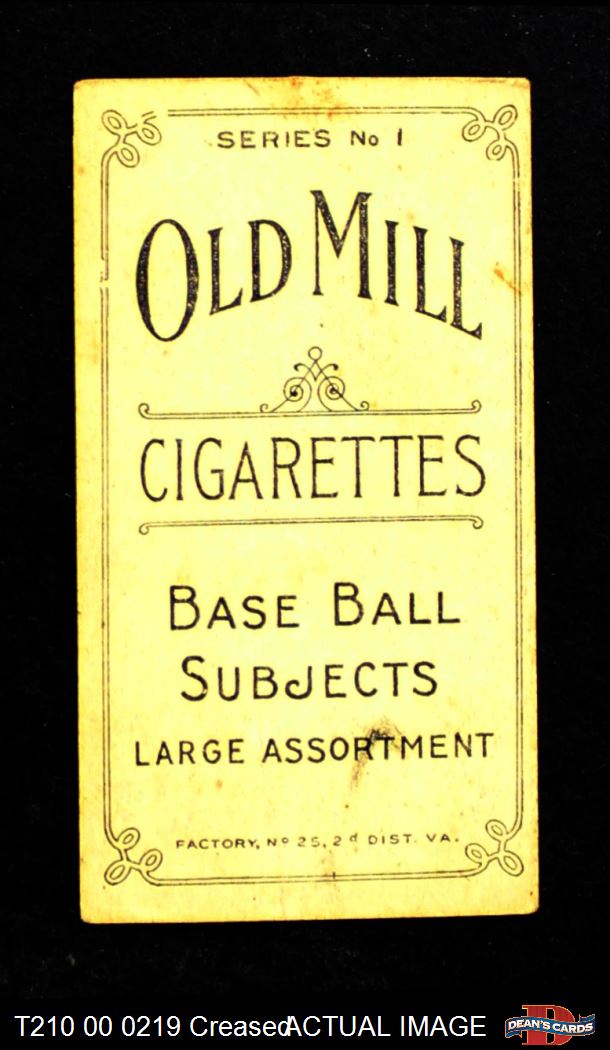 SERIES No 1
OLD MILL
CIGARETTES
BASE BALL
SUBJECTS
LARGE ASSORTMENT
FACTORY, Nº 25, 2d DIST. VA.
T210 00 0219 Creased ACTUAL IMAGE
D
DEAN'S CARDS